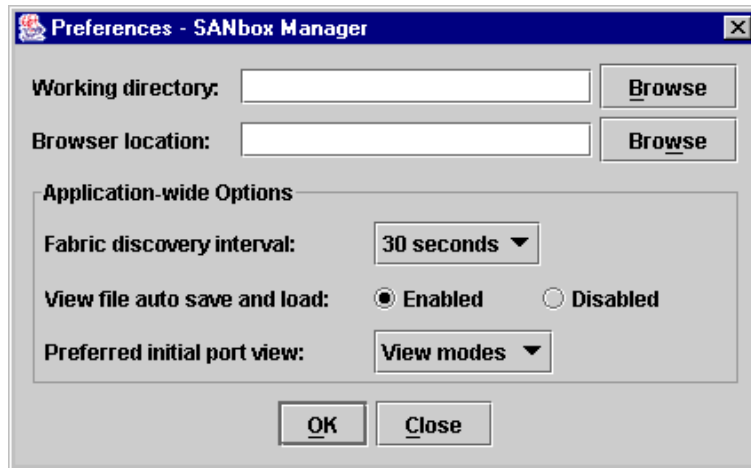 Preferences - SANbox Manager
Working directory: Browse
Browser location: Browse
Application-wide Options
Fabric discovery interval: 30 seconds
View file auto save and load: Enabled Disabled
Preferred initial port view: View modes
OK Close